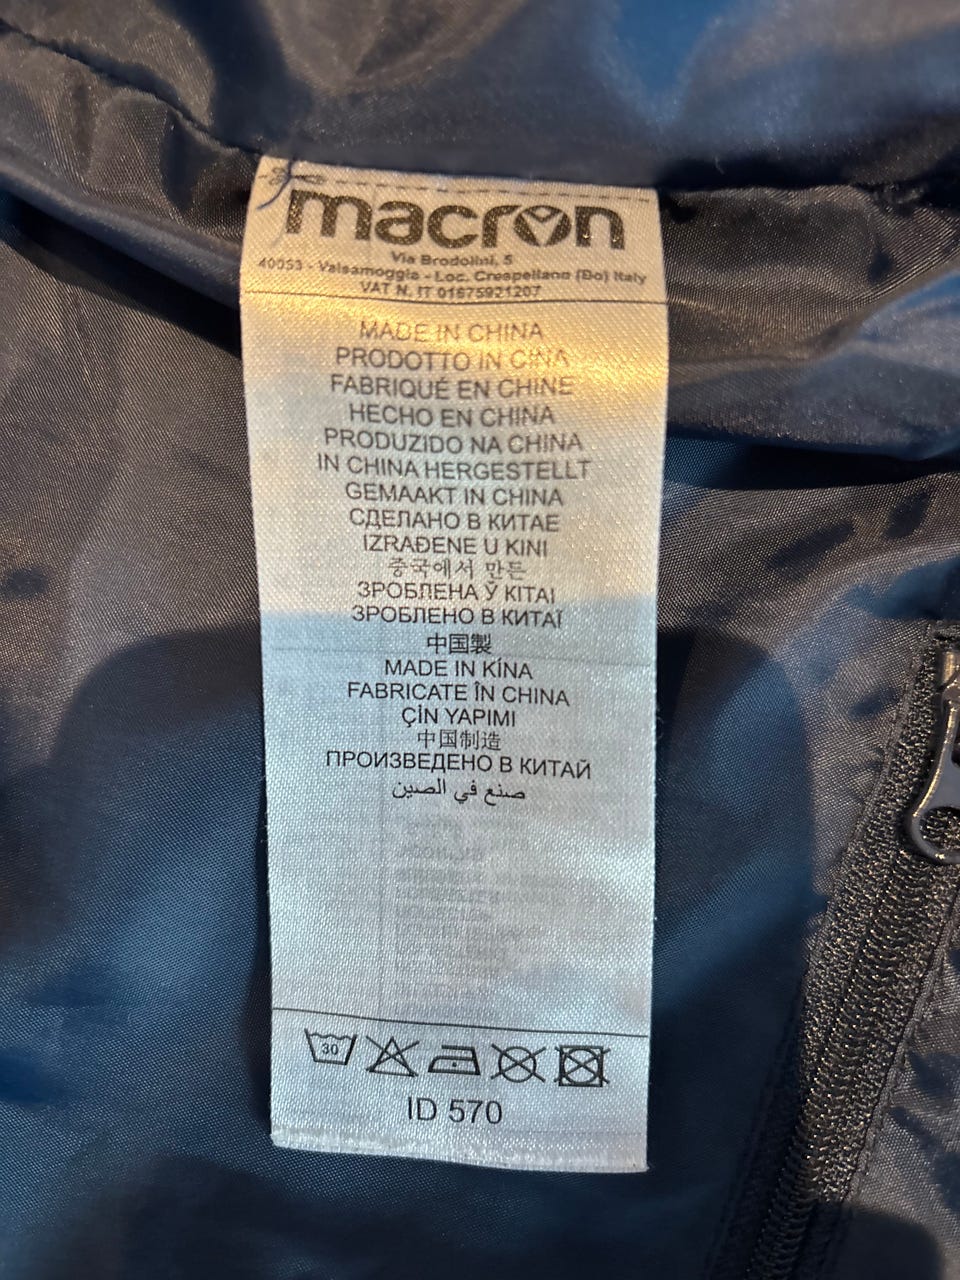 macron
Via Brodolini, 5
40053 - Valsamoggia - Loc. Crespellano (Bo) Italy
VAT N. IT 01675921207
MADE IN CHINA
PRODOTTO IN CINA
FABRIQUÉ EN CHINE
HECHO EN CHINA
PRODUZIDO NA CHINA
IN CHINA HERGESTELLT
GEMAAKT IN CHINA
СДЕЛАНО В КИТАЕ
IZRAĐENE U KINI
중국에서 만든
ЗРОБЛЕНА Ў КІТАІ
ЗРОБЛЕНО В КИТАЇ
中国製
MADE IN KÍNA
FABRICATE ÎN CHINA
ÇİN YAPIMI
中国制造
ПРОИЗВЕДЕНО В КИТАЙ
صنع في الصين
30
ID 570